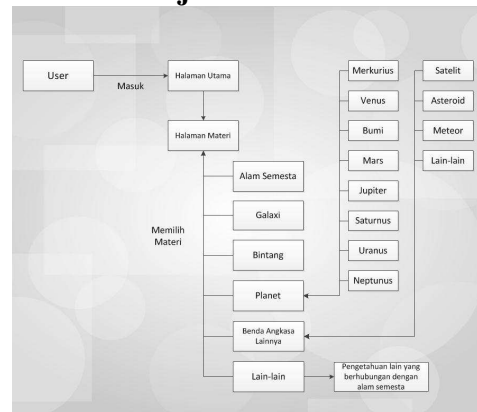 User
Masuk
Halaman Utama
Halaman Materi
Memilih
Materi
Alam Semesta
Galaxi
Bintang
Planet
Benda Angkasa
Lainnya
Lain-lain
Merkurius
Venus
Bumi
Mars
Jupiter
Saturnus
Uranus
Neptunus
Satelit
Asteroid
Meteor
Lain-lain
Pengetahuan lain yang
berhubungan dengan
alam semesta